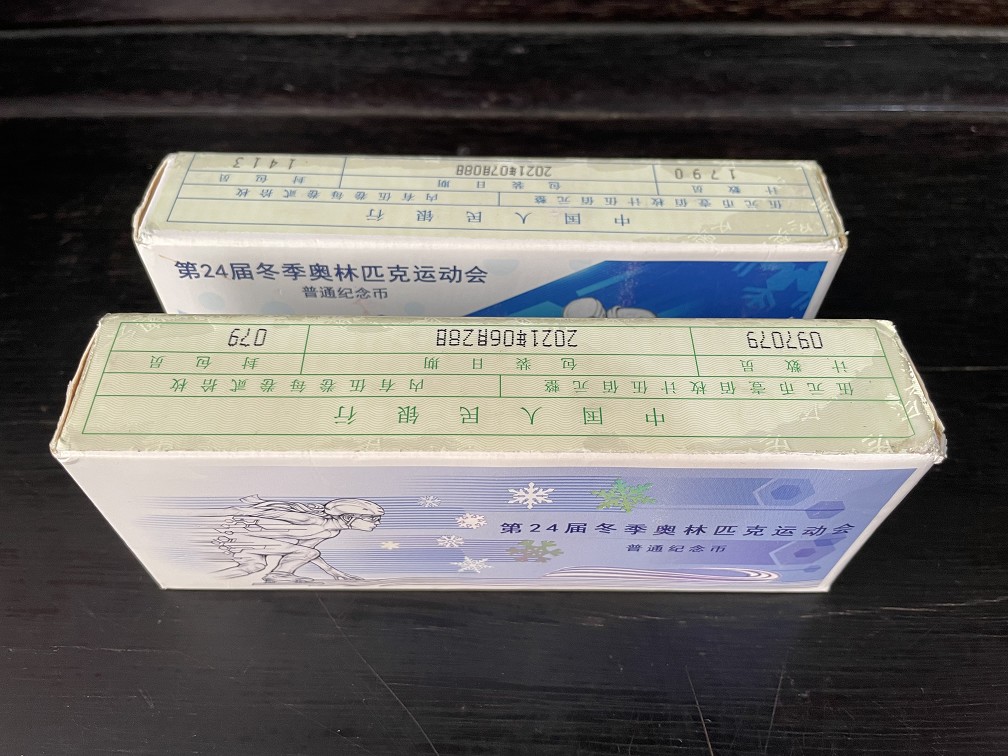 中国人民银行
伍元币壹佰枚计伍佰元整 内有伍卷每卷贰拾枚
计数员 包装日期 封包员
1790 2021年07月08日 1413
第24届冬季奥林匹克运动会
普通纪念币
中国人民银行
伍元币壹佰枚计伍佰元整 内有伍卷每卷贰拾枚
计数员 包装日期 封包员
097079 2021年06月28日 079
第24届冬季奥林匹克运动会
普通纪念币